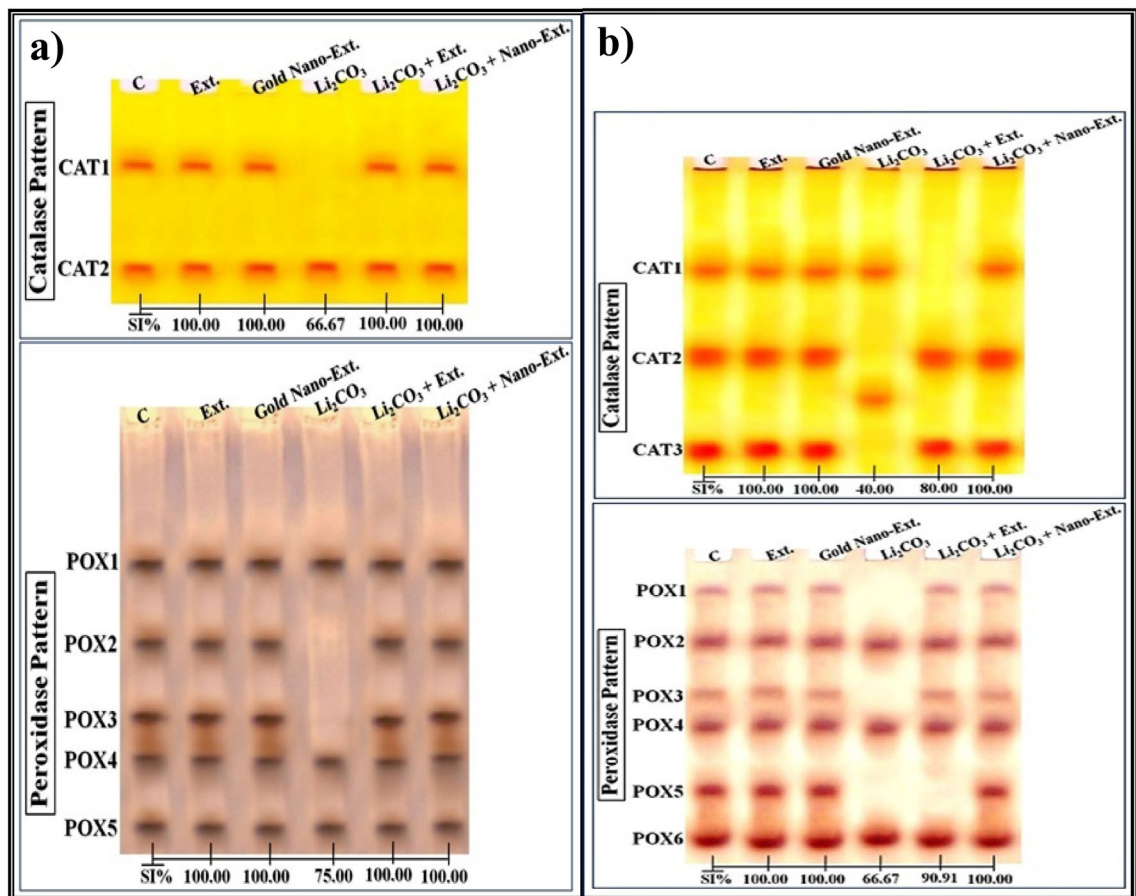 a)
C Ext. Gold Nano-Ext. Li₂CO₃ Li₂CO₃ + Ext. Li₂CO₃ + Nano-Ext.
Catalase Pattern
CAT1
CAT2
SI% 100.00 100.00 66.67 100.00 100.00
C Ext. Gold Nano-Ext. Li₂CO₃ Li₂CO₃ + Ext. Li₂CO₃ + Nano-Ext.
Peroxidase Pattern
POX1
POX2
POX3
POX4
POX5
SI% 100.00 100.00 75.00 100.00 100.00
b)
C Ext. Gold Nano-Ext. Li₂CO₃ Li₂CO₃ + Ext. Li₂CO₃ + Nano-Ext.
Catalase Pattern
CAT1
CAT2
CAT3
SI% 100.00 100.00 40.00 80.00 100.00
C Ext. Gold Nano-Ext. Li₂CO₃ Li₂CO₃ + Ext. Li₂CO₃ + Nano-Ext.
Peroxidase Pattern
POX1
POX2
POX3
POX4
POX5
POX6
SI% 100.00 100.00 66.67 90.91 100.00